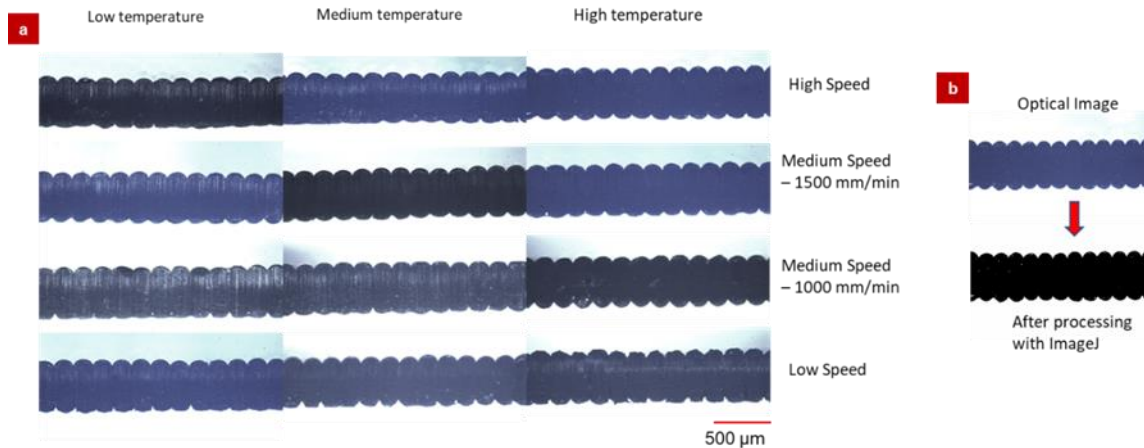 Low temperature
Medium temperature
High temperature
a
High Speed
Medium Speed
– 1500 mm/min
Medium Speed
– 1000 mm/min
Low Speed
500 µm
b
Optical Image
After processing
with ImageJ